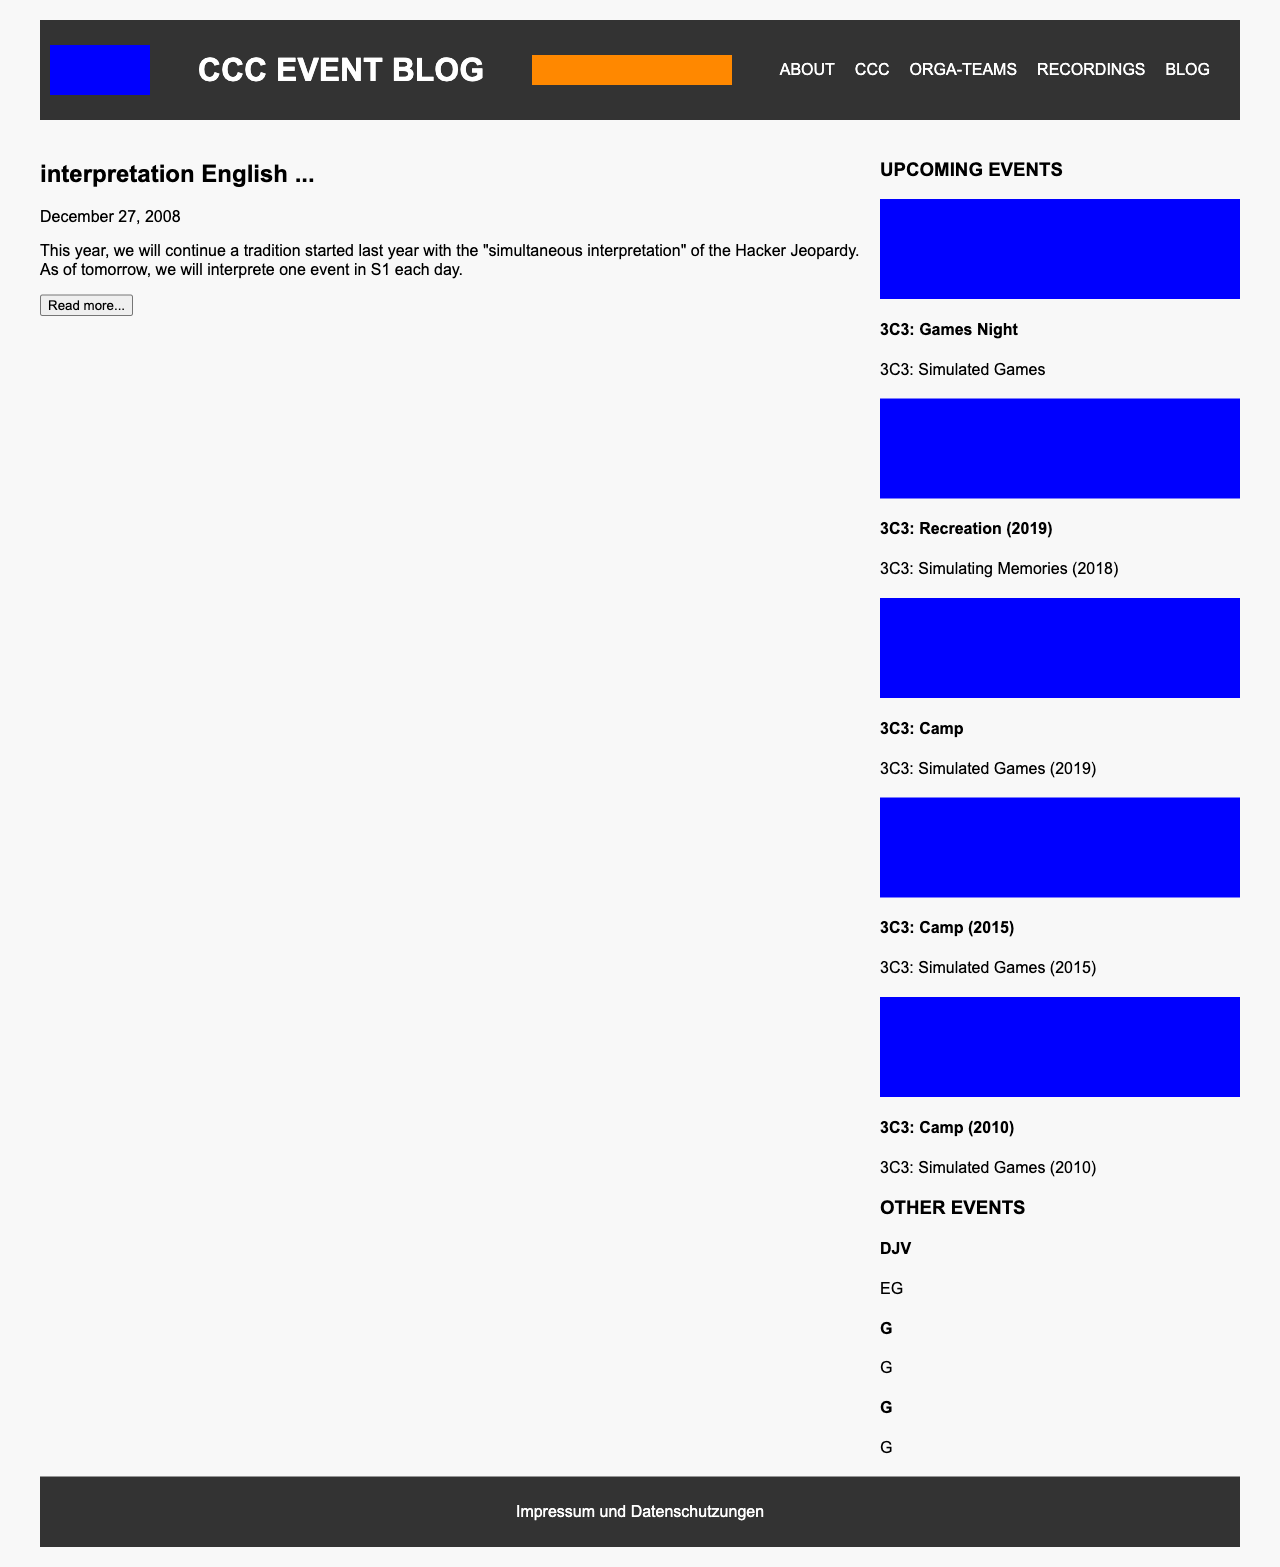 CCC EVENT BLOG
ABOUT CCC ORGA-TEAMS RECORDINGS BLOG
interpretation English ...
December 27, 2008
This year, we will continue a tradition started last year with the "simultaneous interpretation" of the Hacker Jeopardy.
As of tomorrow, we will interprete one event in S1 each day.
Read more...
UPCOMING EVENTS
3C3: Games Night
3C3: Simulated Games
3C3: Recreation (2019)
3C3: Simulating Memories (2018)
3C3: Camp
3C3: Simulated Games (2019)
3C3: Camp (2015)
3C3: Simulated Games (2015)
3C3: Camp (2010)
3C3: Simulated Games (2010)
OTHER EVENTS
DJV
EG
G
G
G
G
Impressum und Datenschutzungen